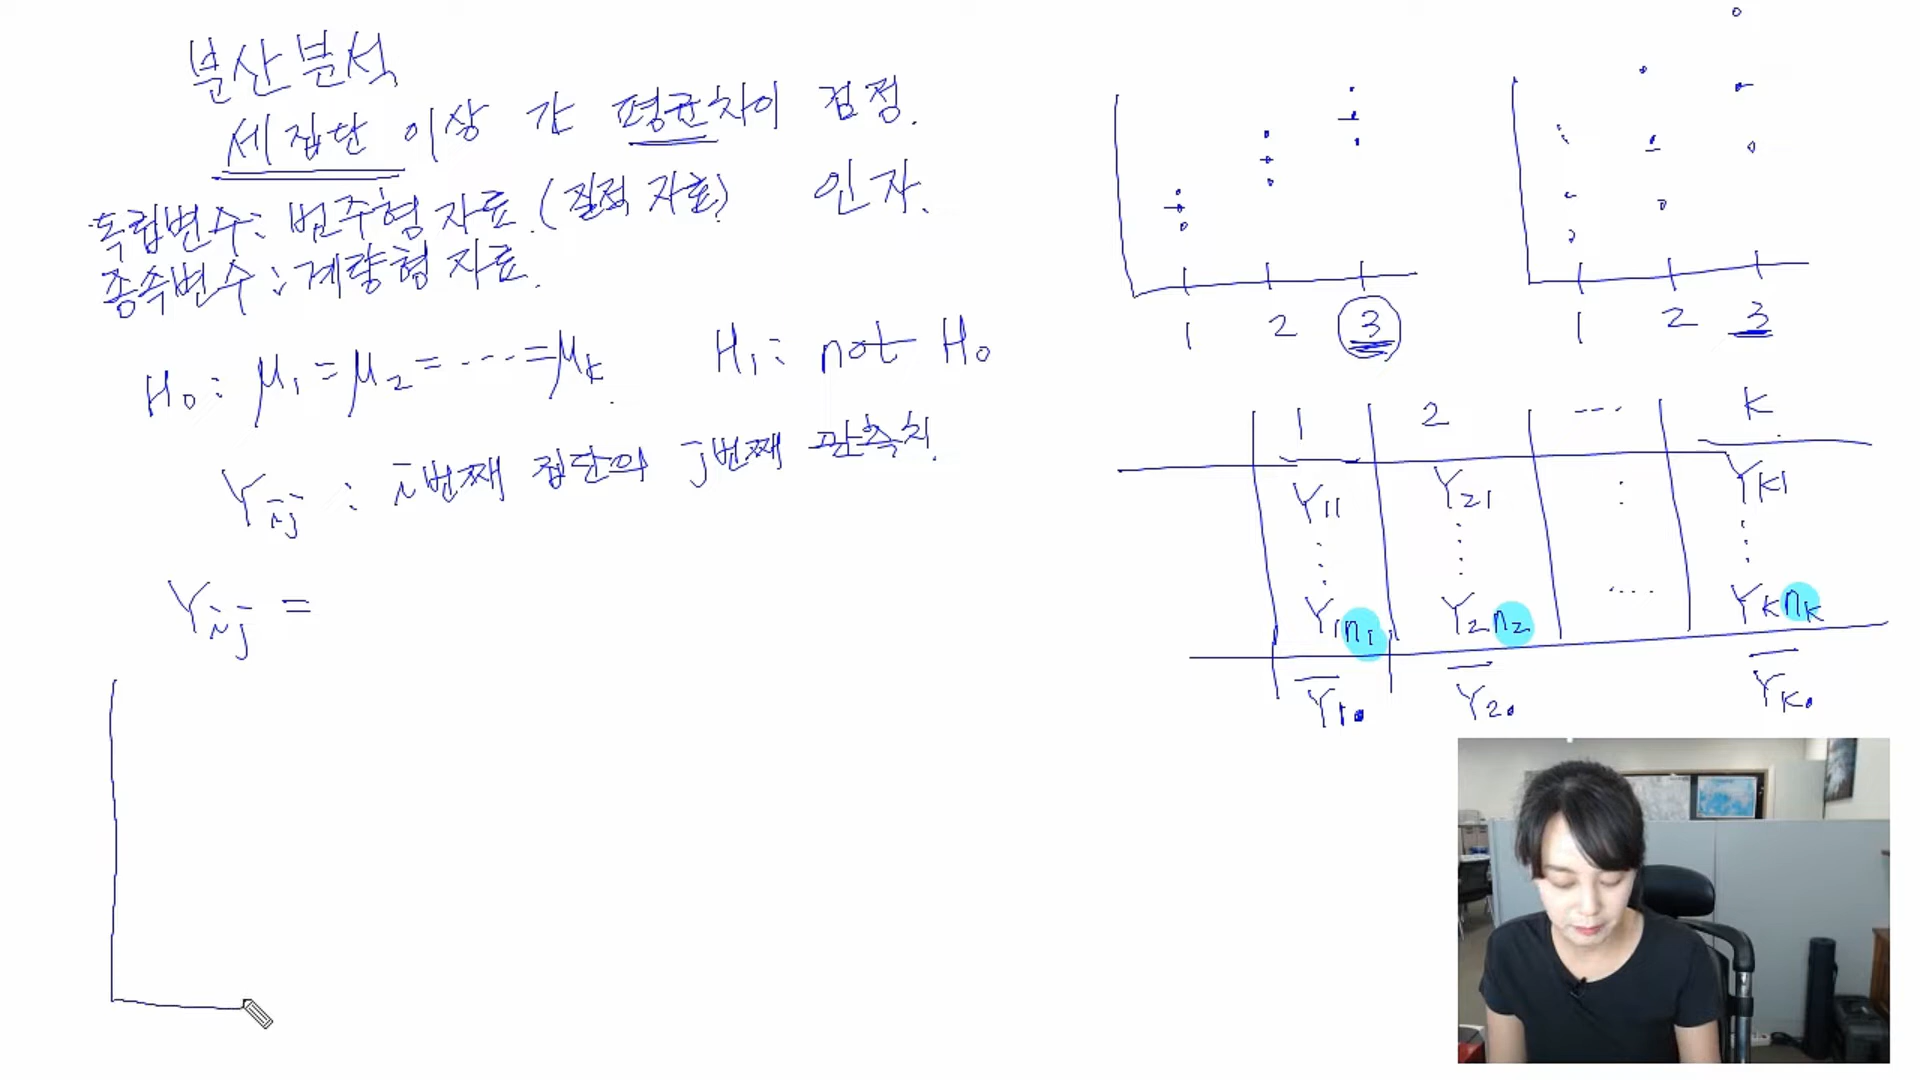 분산분석
세집단 이상 간 평균차이 검정.
독립변수: 범주형 자료. (질적 자료) 인자.
종속변수: 계량형 자료.
H₀: μ₁=μ₂=----=μₖ. H₁: not H₀
Yᵢⱼ : i번째 집단의 j번째 관측치.
Yᵢⱼ =
1 2 3
1 2 3
1 2 ---- K
Y11 Y21 ⋮ YK1
⋮ ⋮ ⋮
Y1n1 Y2n2 ---- YKnK
Y̅1. Y̅2. Y̅K.